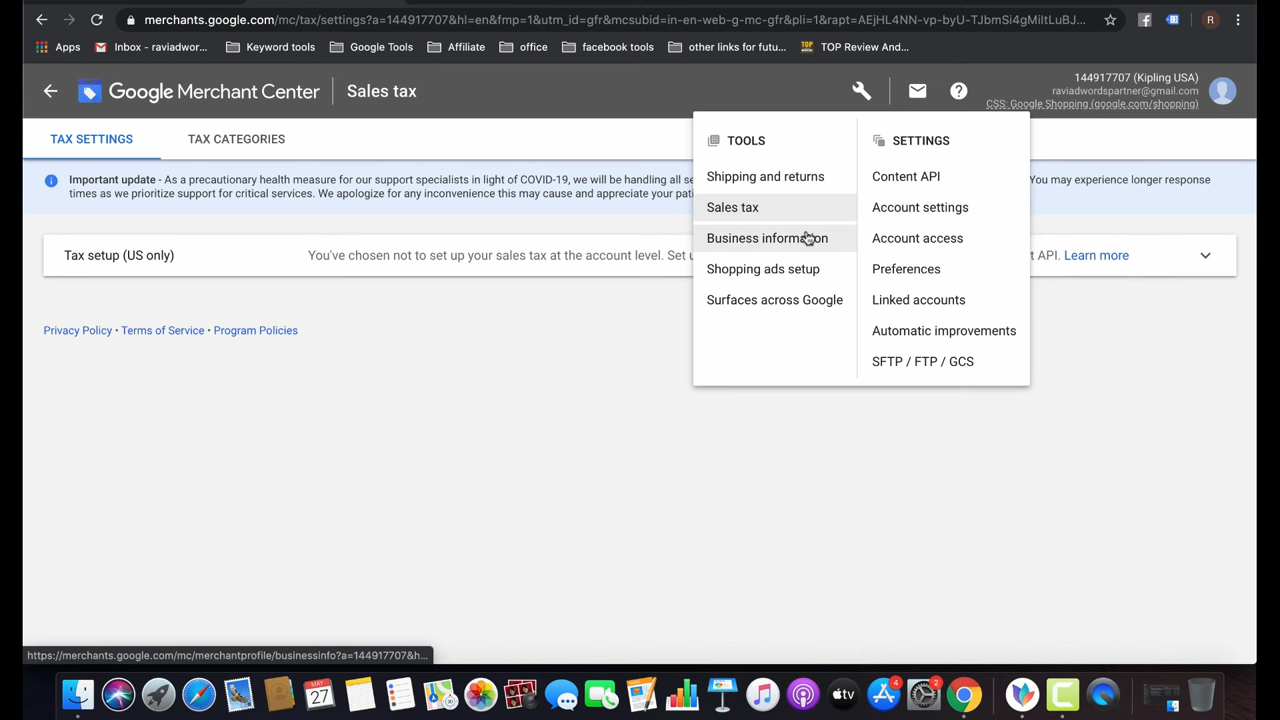 merchants.google.com/mc/tax/settings?a=144917707&hl=en&fmp=1&utm_id=gfr&mcsubid=in-en-web-g-mc-gfr&pli=1&rapt=AEjHL4NN-vp-byU-TJbmSi4gMiltLuBJ...
R
Apps
Inbox - raviadwor...
Keyword tools
Google Tools
Affiliate
office
facebook tools
other links for futu...
TOP Review And...
Google Merchant Center
Sales tax
144917707 (Kipling USA)
raviadwordspartner@gmail.com
CSS: Google Shopping (google.com/shopping)
TAX SETTINGS
TAX CATEGORIES
TOOLS
Shipping and returns
Sales tax
Business information
Shopping ads setup
Surfaces across Google
SETTINGS
Content API
Account settings
Account access
Preferences
Linked accounts
Automatic improvements
SFTP / FTP / GCS
Important update - As a precautionary health measure for our support specialists in light of COVID-19, we will be handling all se You may experience longer response
times as we prioritize support for critical services. We apologize for any inconvenience this may cause and appreciate your pati
Tax setup (US only)
You've chosen not to set up your sales tax at the account level. Set u t API. Learn more
Privacy Policy • Terms of Service • Program Policies
https://merchants.google.com/mc/merchantprofile/businessinfo?a=144917707&h...
MAY
27
tv
4
2